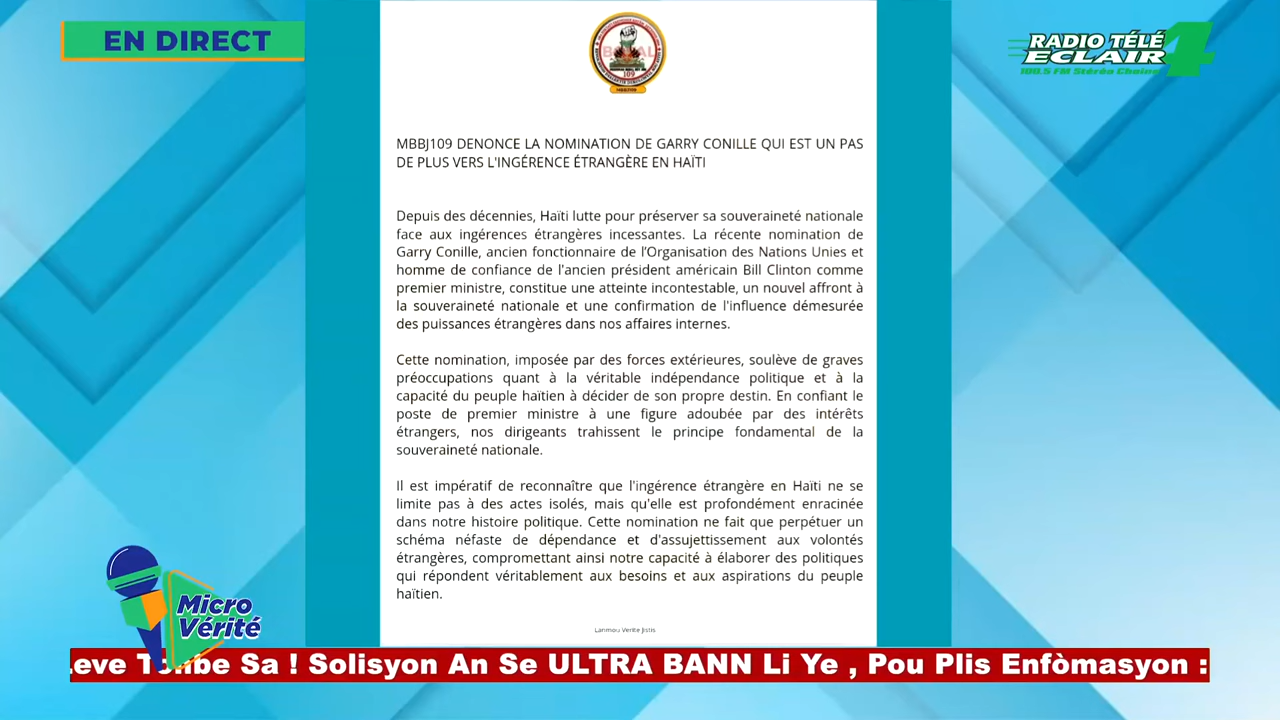 EN DIRECT
RADIO TÉLÉ
ECLAIR 4
100.5 FM Stéréo Chaine
109
MBBJ109 DENONCE LA NOMINATION DE GARRY CONILLE QUI EST UN PAS
DE PLUS VERS L'INGÉRENCE ÉTRANGÈRE EN HAÏTI
Depuis des décennies, Haïti lutte pour préserver sa souveraineté nationale
face aux ingérences étrangères incessantes. La récente nomination de
Garry Conille, ancien fonctionnaire de l'Organisation des Nations Unies et
homme de confiance de l'ancien président américain Bill Clinton comme
premier ministre, constitue une atteinte incontestable, un nouvel affront à
la souveraineté nationale et une confirmation de l'influence démesurée
des puissances étrangères dans nos affaires internes.
Cette nomination, imposée par des forces extérieures, soulève de graves
préoccupations quant à la véritable indépendance politique et à la
capacité du peuple haïtien à décider de son propre destin. En confiant le
poste de premier ministre à une figure adoubée par des intérêts
étrangers, nos dirigeants trahissent le principe fondamental de la
souveraineté nationale.
Il est impératif de reconnaître que l'ingérence étrangère en Haïti ne se
limite pas à des actes isolés, mais qu'elle est profondément enracinée
dans notre histoire politique. Cette nomination ne fait que perpétuer un
schéma néfaste de dépendance et d'assujettissement aux volontés
étrangères, compromettant ainsi notre capacité à élaborer des politiques
qui répondent véritablement aux besoins et aux aspirations du peuple
haïtien.
Lanmou Verite Jistis
Micro
Vérité
Leve Tonbe Sa ! Solisyon An Se ULTRA BANN Li Ye , Pou Plis Enfòmasyon :